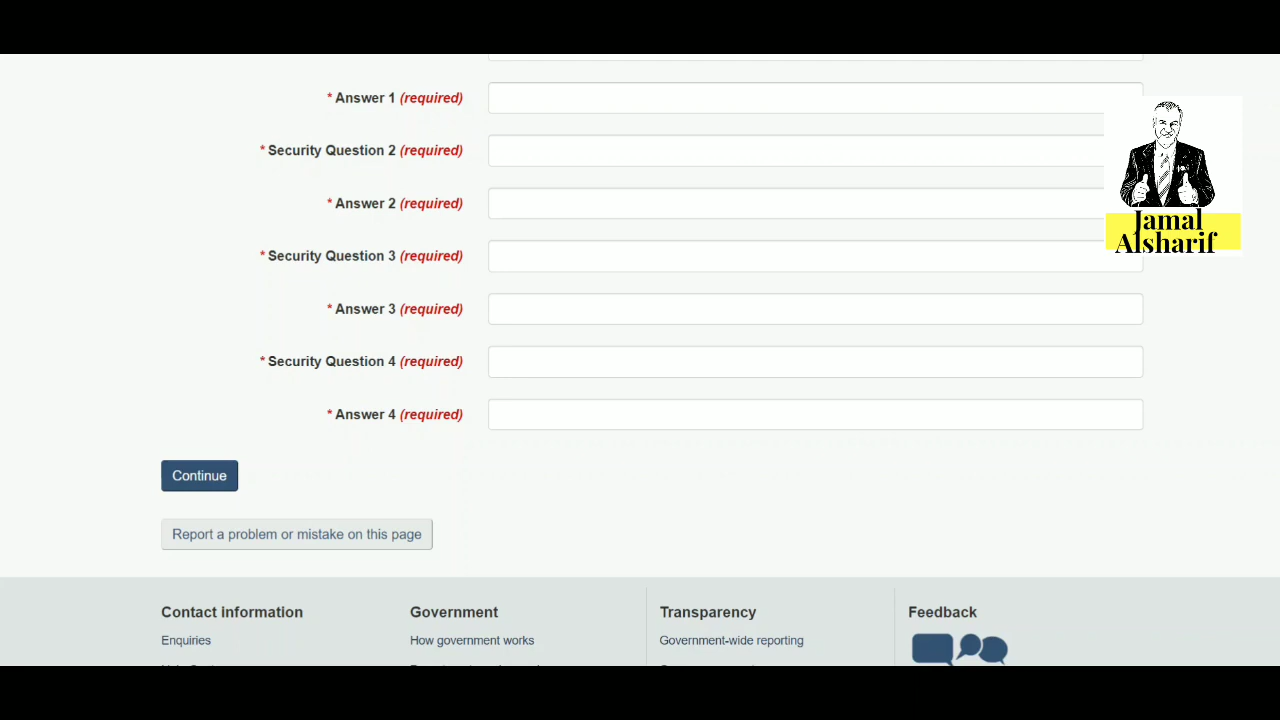 * Answer 1 (required)
* Security Question 2 (required)
* Answer 2 (required)
* Security Question 3 (required)
* Answer 3 (required)
* Security Question 4 (required)
* Answer 4 (required)
Jamal
Alsharif
Continue
Report a problem or mistake on this page
Contact information
Government
Transparency
Feedback
Enquiries
How government works
Government-wide reporting